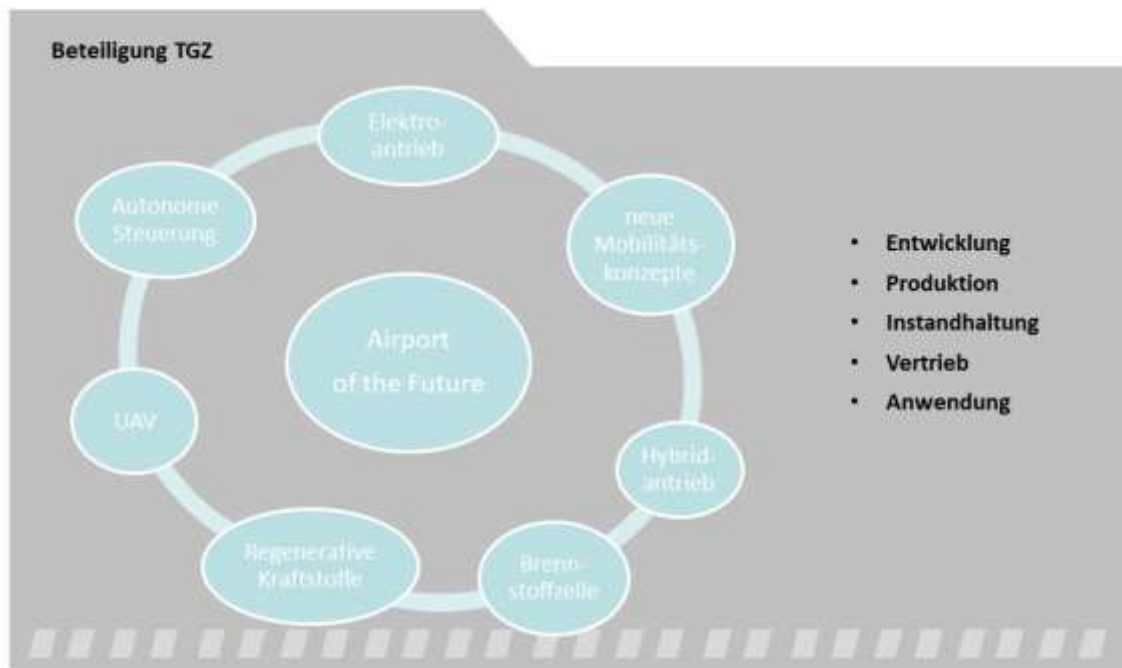 Beteiligung TGZ
Elektro-
antrieb
neue
Mobilitäts-
konzepte
Hybrid-
antrieb
Brenn-
stoffzelle
Regenerative
Kraftstoffe
UAV
Autonome
Steuerung
Airport
of the Future
• Entwicklung
• Produktion
• Instandhaltung
• Vertrieb
• Anwendung